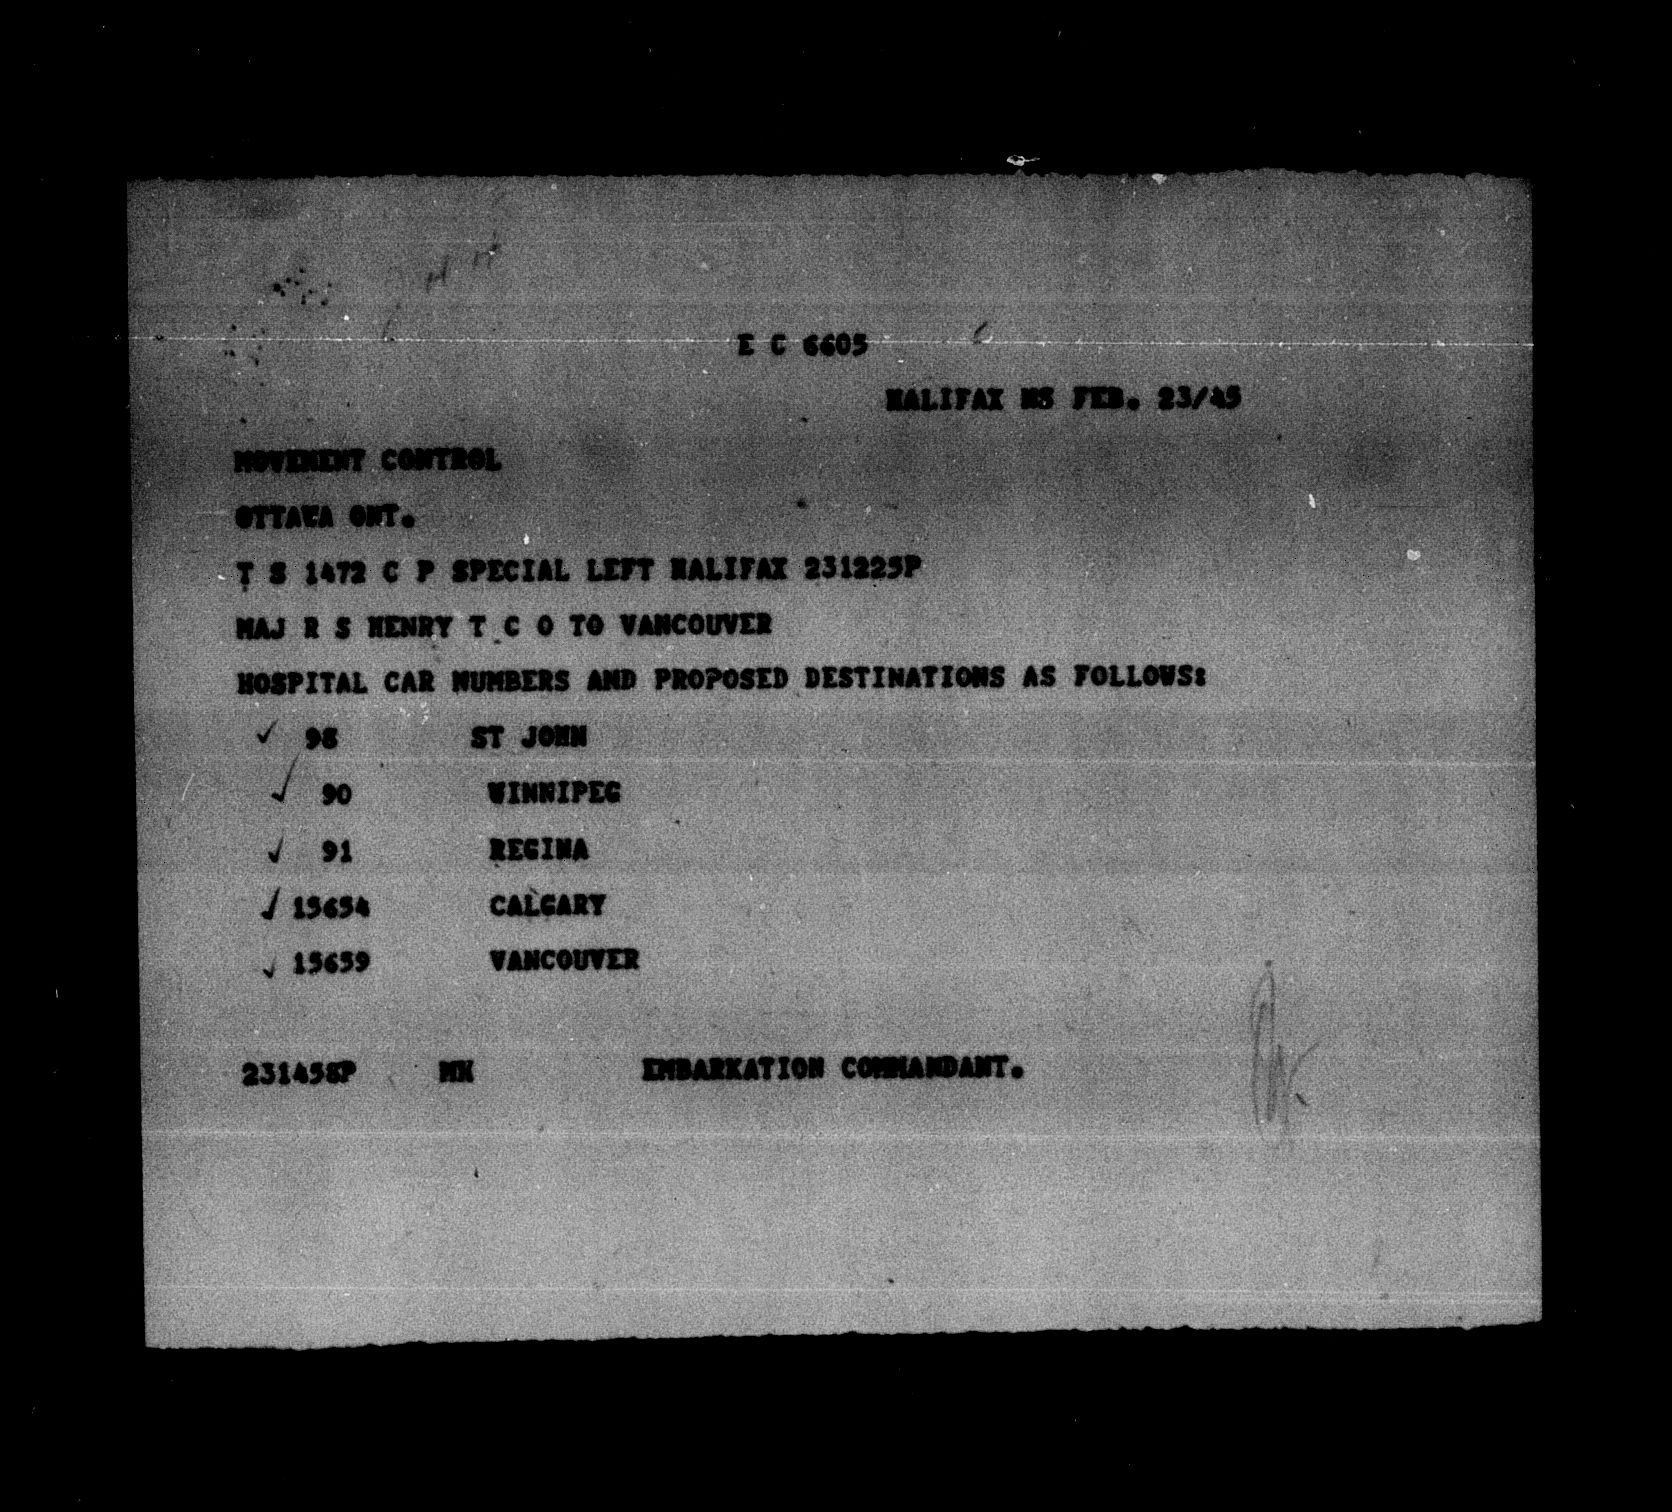 E C 6605
HALIFAX NS FEB. 23/45
MOVEMENT CONTROL
OTTAWA ONT.
T S 1472 C P SPECIAL LEFT HALIFAX 231225P
MAJ R S HENRY T C O TO VANCOUVER
HOSPITAL CAR NUMBERS AND PROPOSED DESTINATIONS AS FOLLOWS:
✓ 98 ST JOHN
✓ 90 WINNIPEG
✓ 91 REGINA
✓ 15654 CALGARY
✓ 15659 VANCOUVER
231458P MK EMBARKATION COMMANDANT.